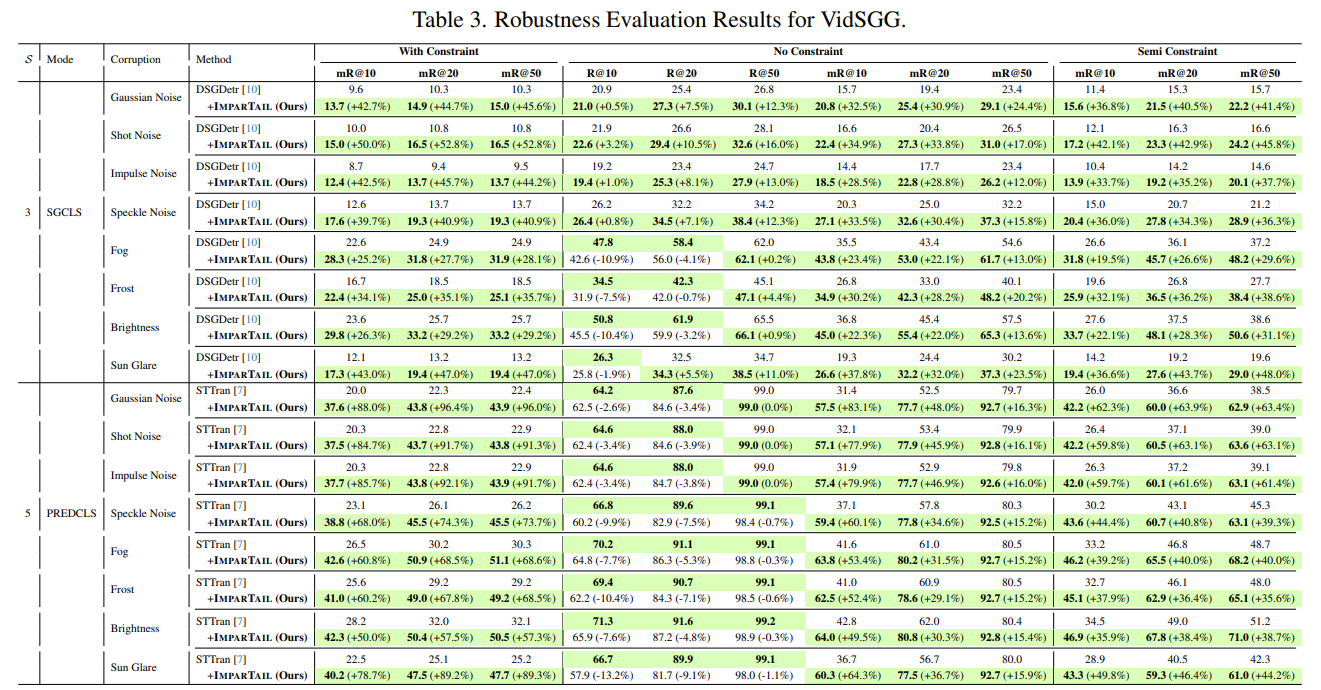 Table 3. Robustness Evaluation Results for VidSGG.
With Constraint No Constraint Semi Constraint
S Mode Corruption Method
mR@10 mR@20 mR@50 R@10 R@20 R@50 mR@10 mR@20 mR@50 mR@10 mR@20 mR@50
DSGDetr [10] 9.6 10.3 10.3 20.9 25.4 26.8 15.7 19.4 23.4 11.4 15.3 15.7
Gaussian Noise
+IMPARTAIL (Ours) 13.7 (+42.7%) 14.9 (+44.7%) 15.0 (+45.6%) 21.0 (+0.5%) 27.3 (+7.5%) 30.1 (+12.3%) 20.8 (+32.5%) 25.4 (+30.9%) 29.1 (+24.4%) 15.6 (+36.8%) 21.5 (+40.5%) 22.2 (+41.4%)
DSGDetr [10] 10.0 10.8 10.8 21.9 26.6 28.1 16.6 20.4 26.5 12.1 16.3 16.6
Shot Noise
+IMPARTAIL (Ours) 15.0 (+50.0%) 16.5 (+52.8%) 16.5 (+52.8%) 22.6 (+3.2%) 29.4 (+10.5%) 32.6 (+16.0%) 22.4 (+34.9%) 27.3 (+33.8%) 31.0 (+17.0%) 17.2 (+42.1%) 23.3 (+42.9%) 24.2 (+45.8%)
DSGDetr [10] 8.7 9.4 9.5 19.2 23.4 24.7 14.4 17.7 23.4 10.4 14.2 14.6
Impulse Noise
+IMPARTAIL (Ours) 12.4 (+42.5%) 13.7 (+45.7%) 13.7 (+44.2%) 19.4 (+1.0%) 25.3 (+8.1%) 27.9 (+13.0%) 18.5 (+28.5%) 22.8 (+28.8%) 26.2 (+12.0%) 13.9 (+33.7%) 19.2 (+35.2%) 20.1 (+37.7%)
DSGDetr [10] 12.6 13.7 13.7 26.2 32.2 34.2 20.3 25.0 32.2 15.0 20.7 21.2
3 SGCLS Speckle Noise
+IMPARTAIL (Ours) 17.6 (+39.7%) 19.3 (+40.9%) 19.3 (+40.9%) 26.4 (+0.8%) 34.5 (+7.1%) 38.4 (+12.3%) 27.1 (+33.5%) 32.6 (+30.4%) 37.3 (+15.8%) 20.4 (+36.0%) 27.8 (+34.3%) 28.9 (+36.3%)
DSGDetr [10] 22.6 24.9 24.9 47.8 58.4 62.0 35.5 43.4 54.6 26.6 36.1 37.2
Fog
+IMPARTAIL (Ours) 28.3 (+25.2%) 31.8 (+27.7%) 31.9 (+28.1%) 42.6 (-10.9%) 56.0 (-4.1%) 62.1 (+0.2%) 43.8 (+23.4%) 53.0 (+22.1%) 61.7 (+13.0%) 31.8 (+19.5%) 45.7 (+26.6%) 48.2 (+29.6%)
DSGDetr [10] 16.7 18.5 18.5 34.5 42.3 45.1 26.8 33.0 40.1 19.6 26.8 27.7
Frost
+IMPARTAIL (Ours) 22.4 (+34.1%) 25.0 (+35.1%) 25.1 (+35.7%) 31.9 (-7.5%) 42.0 (-0.7%) 47.1 (+4.4%) 34.9 (+30.2%) 42.3 (+28.2%) 48.2 (+20.2%) 25.9 (+32.1%) 36.5 (+36.2%) 38.4 (+38.6%)
DSGDetr [10] 23.6 25.7 25.7 50.8 61.9 65.5 36.8 45.4 57.5 27.6 37.5 38.6
Brightness
+IMPARTAIL (Ours) 29.8 (+26.3%) 33.2 (+29.2%) 33.2 (+29.2%) 45.5 (-10.4%) 59.9 (-3.2%) 66.1 (+0.9%) 45.0 (+22.3%) 55.4 (+22.0%) 65.3 (+13.6%) 33.7 (+22.1%) 48.1 (+28.3%) 50.6 (+31.1%)
DSGDetr [10] 12.1 13.2 13.2 26.3 32.5 34.7 19.3 24.4 30.2 14.2 19.2 19.6
Sun Glare
+IMPARTAIL (Ours) 17.3 (+43.0%) 19.4 (+47.0%) 19.4 (+47.0%) 25.8 (-1.9%) 34.3 (+5.5%) 38.5 (+11.0%) 26.6 (+37.8%) 32.2 (+32.0%) 37.3 (+23.5%) 19.4 (+36.6%) 27.6 (+43.7%) 29.0 (+48.0%)
STTran [7] 20.0 22.3 22.4 64.2 87.6 99.0 31.4 52.5 79.7 26.0 36.6 38.5
Gaussian Noise
+IMPARTAIL (Ours) 37.6 (+88.0%) 43.8 (+96.4%) 43.9 (+96.0%) 62.5 (-2.6%) 84.6 (-3.4%) 99.0 (0.0%) 57.5 (+83.1%) 77.7 (+48.0%) 92.7 (+16.3%) 42.2 (+62.3%) 60.0 (+63.9%) 62.9 (+63.4%)
STTran [7] 20.3 22.8 22.9 64.6 88.0 99.0 32.1 53.4 79.9 26.4 37.1 39.0
Shot Noise
+IMPARTAIL (Ours) 37.5 (+84.7%) 43.7 (+91.7%) 43.8 (+91.3%) 62.4 (-3.4%) 84.6 (-3.9%) 99.0 (0.0%) 57.1 (+77.9%) 77.9 (+45.9%) 92.8 (+16.1%) 42.2 (+59.8%) 60.5 (+63.1%) 63.6 (+63.1%)
STTran [7] 20.3 22.8 22.9 64.6 88.0 99.0 31.9 52.9 79.8 26.3 37.2 39.1
Impulse Noise
+IMPARTAIL (Ours) 37.7 (+85.7%) 43.8 (+92.1%) 43.9 (+91.7%) 62.4 (-3.4%) 84.7 (-3.8%) 99.0 (0.0%) 57.4 (+79.9%) 77.7 (+46.9%) 92.6 (+16.0%) 42.0 (+59.7%) 60.1 (+61.6%) 63.1 (+61.4%)
STTran [7] 23.1 26.1 26.2 66.8 89.6 99.1 37.1 57.8 80.3 30.2 43.1 45.3
5 PREDCLS Speckle Noise
+IMPARTAIL (Ours) 38.8 (+68.0%) 45.5 (+74.3%) 45.5 (+73.7%) 60.2 (-9.9%) 82.9 (-7.5%) 98.4 (-0.7%) 59.4 (+60.1%) 77.8 (+34.6%) 92.5 (+15.2%) 43.6 (+44.4%) 60.7 (+40.8%) 63.1 (+39.3%)
STTran [7] 26.5 30.2 30.3 70.2 91.1 99.1 41.6 61.0 80.5 33.2 46.8 48.7
Fog
+IMPARTAIL (Ours) 42.6 (+60.8%) 50.9 (+68.5%) 51.1 (+68.6%) 64.8 (-7.7%) 86.3 (-5.3%) 98.8 (-0.3%) 63.8 (+53.4%) 80.2 (+31.5%) 92.7 (+15.2%) 46.2 (+39.2%) 65.5 (+40.0%) 68.2 (+40.0%)
STTran [7] 25.6 29.2 29.2 69.4 90.7 99.1 41.0 60.9 80.5 32.7 46.1 48.0
Frost
+IMPARTAIL (Ours) 41.0 (+60.2%) 49.0 (+67.8%) 49.2 (+68.5%) 62.2 (-10.4%) 84.3 (-7.1%) 98.5 (-0.6%) 62.5 (+52.4%) 78.6 (+29.1%) 92.7 (+15.2%) 45.1 (+37.9%) 62.9 (+36.4%) 65.1 (+35.6%)
STTran [7] 28.2 32.0 32.1 71.3 91.6 99.2 42.8 62.0 80.4 34.5 49.0 51.2
Brightness
+IMPARTAIL (Ours) 42.3 (+50.0%) 50.4 (+57.5%) 50.5 (+57.3%) 65.9 (-7.6%) 87.2 (-4.8%) 98.9 (-0.3%) 64.0 (+49.5%) 80.8 (+30.3%) 92.8 (+15.4%) 46.9 (+35.9%) 67.8 (+38.4%) 71.0 (+38.7%)
STTran [7] 22.5 25.1 25.2 66.7 89.9 99.1 36.7 56.7 80.0 28.9 40.5 42.3
Sun Glare
+IMPARTAIL (Ours) 40.2 (+78.7%) 47.5 (+89.2%) 47.7 (+89.3%) 57.9 (-13.2%) 81.7 (-9.1%) 98.0 (-1.1%) 60.3 (+64.3%) 77.5 (+36.7%) 92.7 (+15.9%) 43.3 (+49.8%) 59.3 (+46.4%) 61.0 (+44.2%)